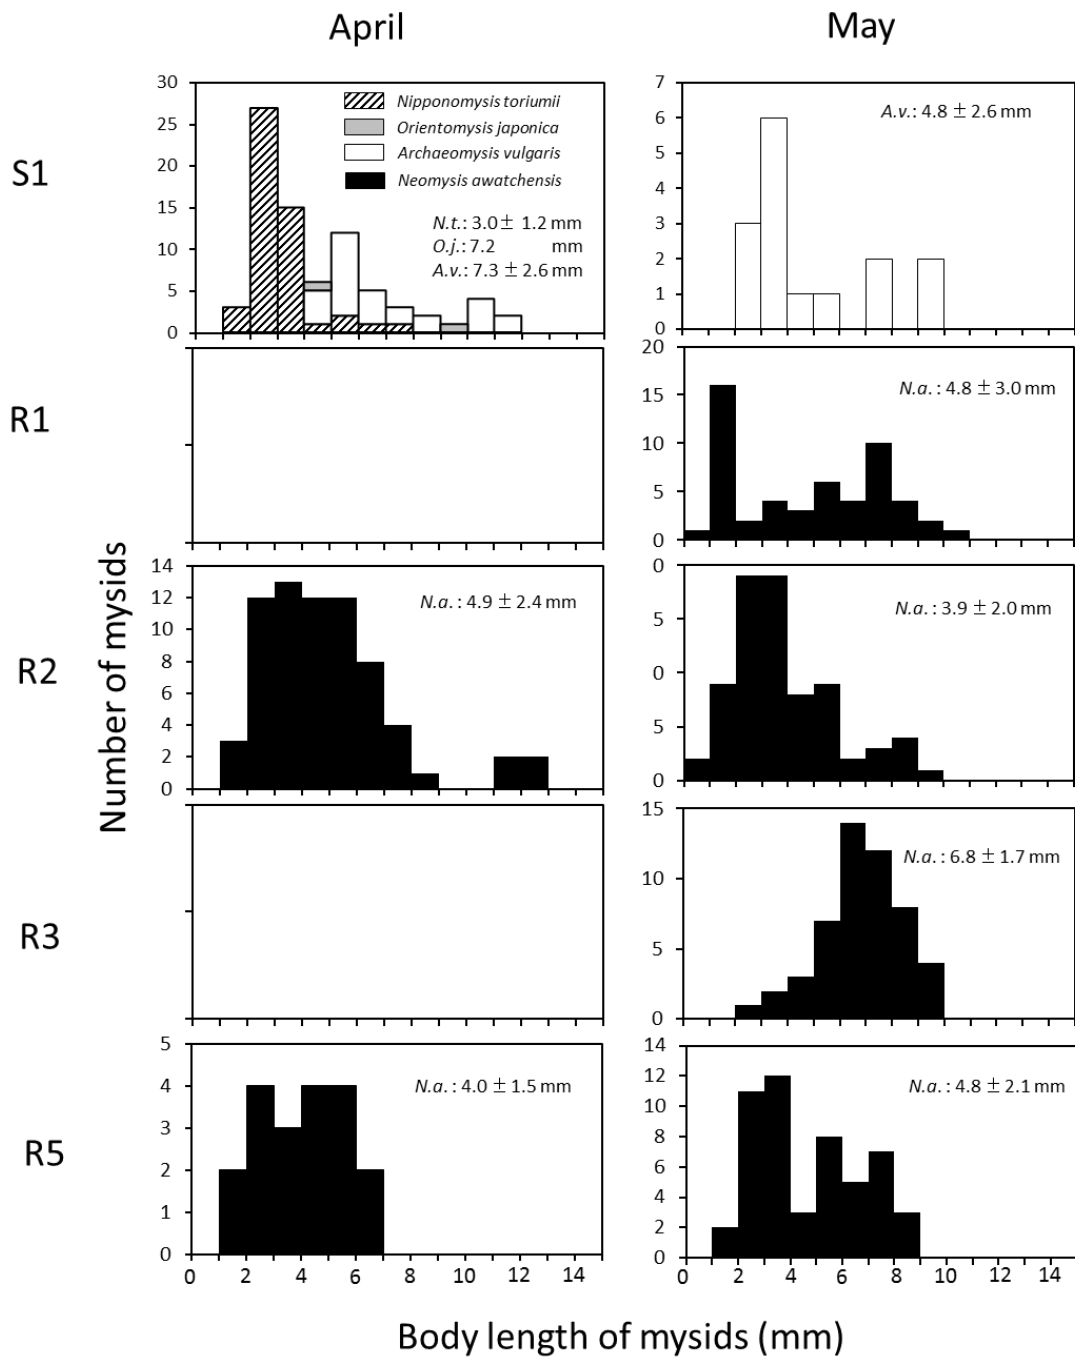 April
May
S1
30
25
20
15
10
5
0
Nipponomysis toriumii
Orientomysis japonica
Archaeomysis vulgaris
Neomysis awatchensis
N.t.: 3.0 ± 1.2 mm
O.j.: 7.2 mm
A.v.: 7.3 ± 2.6 mm
7
6
5
4
3
2
1
0
A.v.: 4.8 ± 2.6 mm
R1
20
15
10
5
0
N.a.: 4.8 ± 3.0 mm
Number of mysids
R2
14
12
10
8
6
4
2
0
N.a.: 4.9 ± 2.4 mm
0
5
0
5
0
N.a.: 3.9 ± 2.0 mm
R3
15
10
5
0
N.a.: 6.8 ± 1.7 mm
R5
5
4
3
2
1
0
N.a.: 4.0 ± 1.5 mm
0 2 4 6 8 10 12 14
14
12
10
8
6
4
2
0
N.a.: 4.8 ± 2.1 mm
0 2 4 6 8 10 12 14
Body length of mysids (mm)